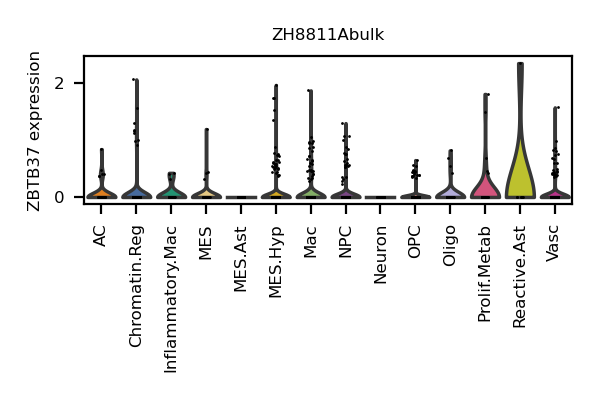 ZH8811Abulk
ZBTB37 expression
2
0
AC
Chromatin.Reg
Inflammatory.Mac
MES
MES.Ast
MES.Hyp
Mac
NPC
Neuron
OPC
Oligo
Prolif.Metab
Reactive.Ast
Vasc